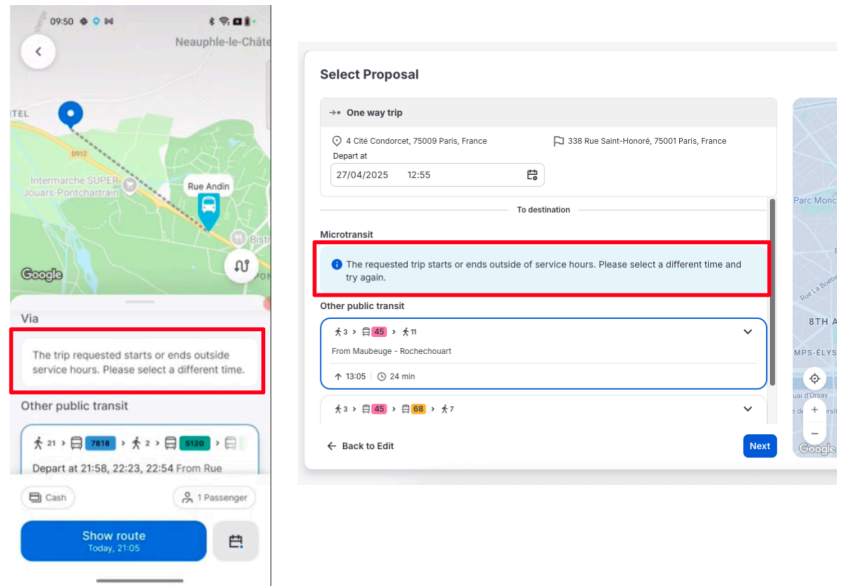 09:50
Neauphle-le-Châte
TEL
D912
Intermarche SUPER
Jouars-Pontchartrain
Rue Andin
Bistr
Google
PON
Via
The trip requested starts or ends outside
service hours. Please select a different time.
Other public transit
21 > 7818 > 2 > 5120 >
Depart at 21:58, 22:23, 22:54 From Rue
Cash
1 Passenger
Show route
Today, 21:05
Select Proposal
One way trip
4 Cité Condorcet, 75009 Paris, France
338 Rue Saint-Honoré, 75001 Paris, France
Depart at
27/04/2025 12:55
To destination
Microtransit
The requested trip starts or ends outside of service hours. Please select a different time and
try again.
Other public transit
3 > 45 > 11
From Maubeuge - Rochechouart
13:05 24 min
3 > 45 > 68 > 7
Back to Edit
Next
Parc Monc
8TH A
MPS-ÉLYS
+
−
Google